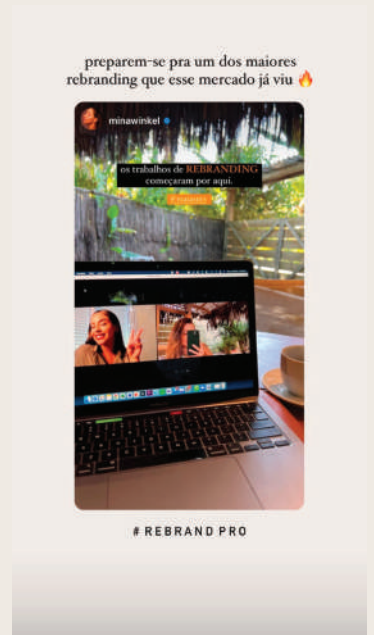 preparem-se pra um dos maiores
rebranding que esse mercado já viu 🔥
minawinkel
os trabalhos de REBRANDING
começaram por aqui.
# REBRAND PRO